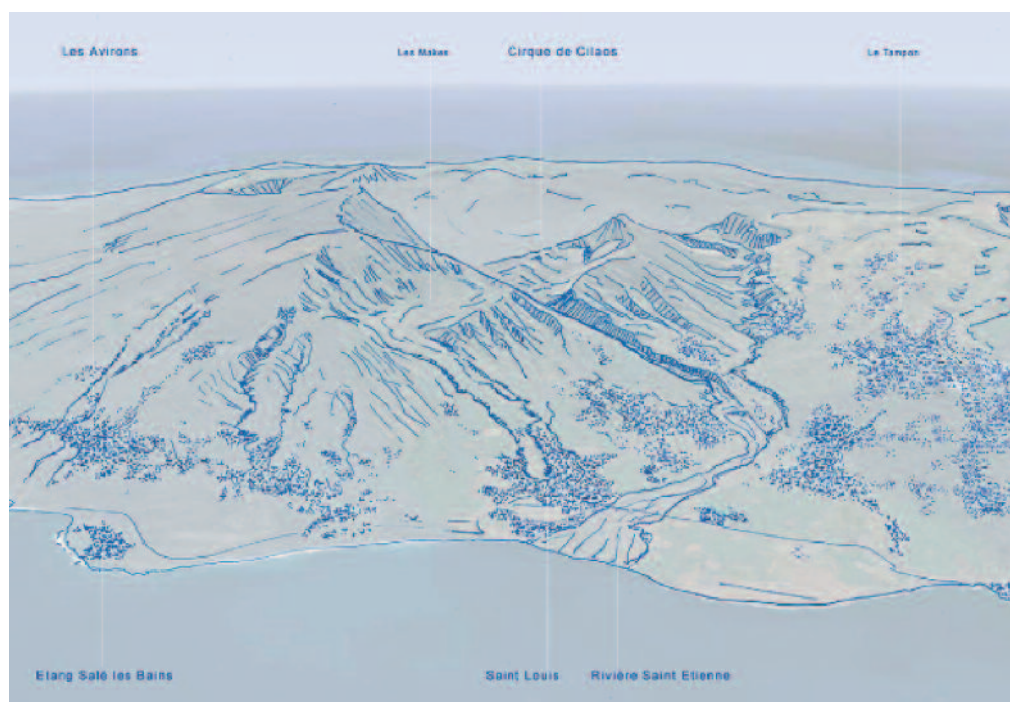 Les Avirons
Les Makes
Cirque de Cilaos
Le Tampon
Etang Salé les Bains
Saint Louis
Rivière Saint Etienne